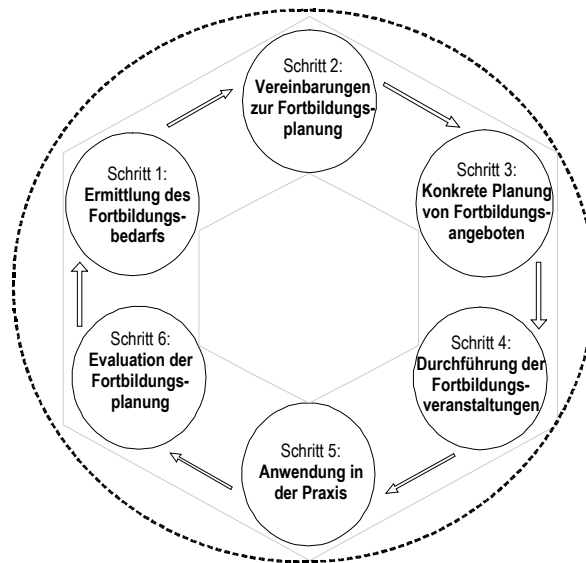 Schritt 1:
Ermittlung des
Fortbildungs-
bedarfs
Schritt 2:
Vereinbarungen
zur Fortbildungs-
planung
Schritt 3:
Konkrete Planung
von Fortbildungs-
angeboten
Schritt 4:
Durchführung der
Fortbildungs-
veranstaltungen
Schritt 5:
Anwendung in
der Praxis
Schritt 6:
Evaluation der
Fortbildungs-
planung